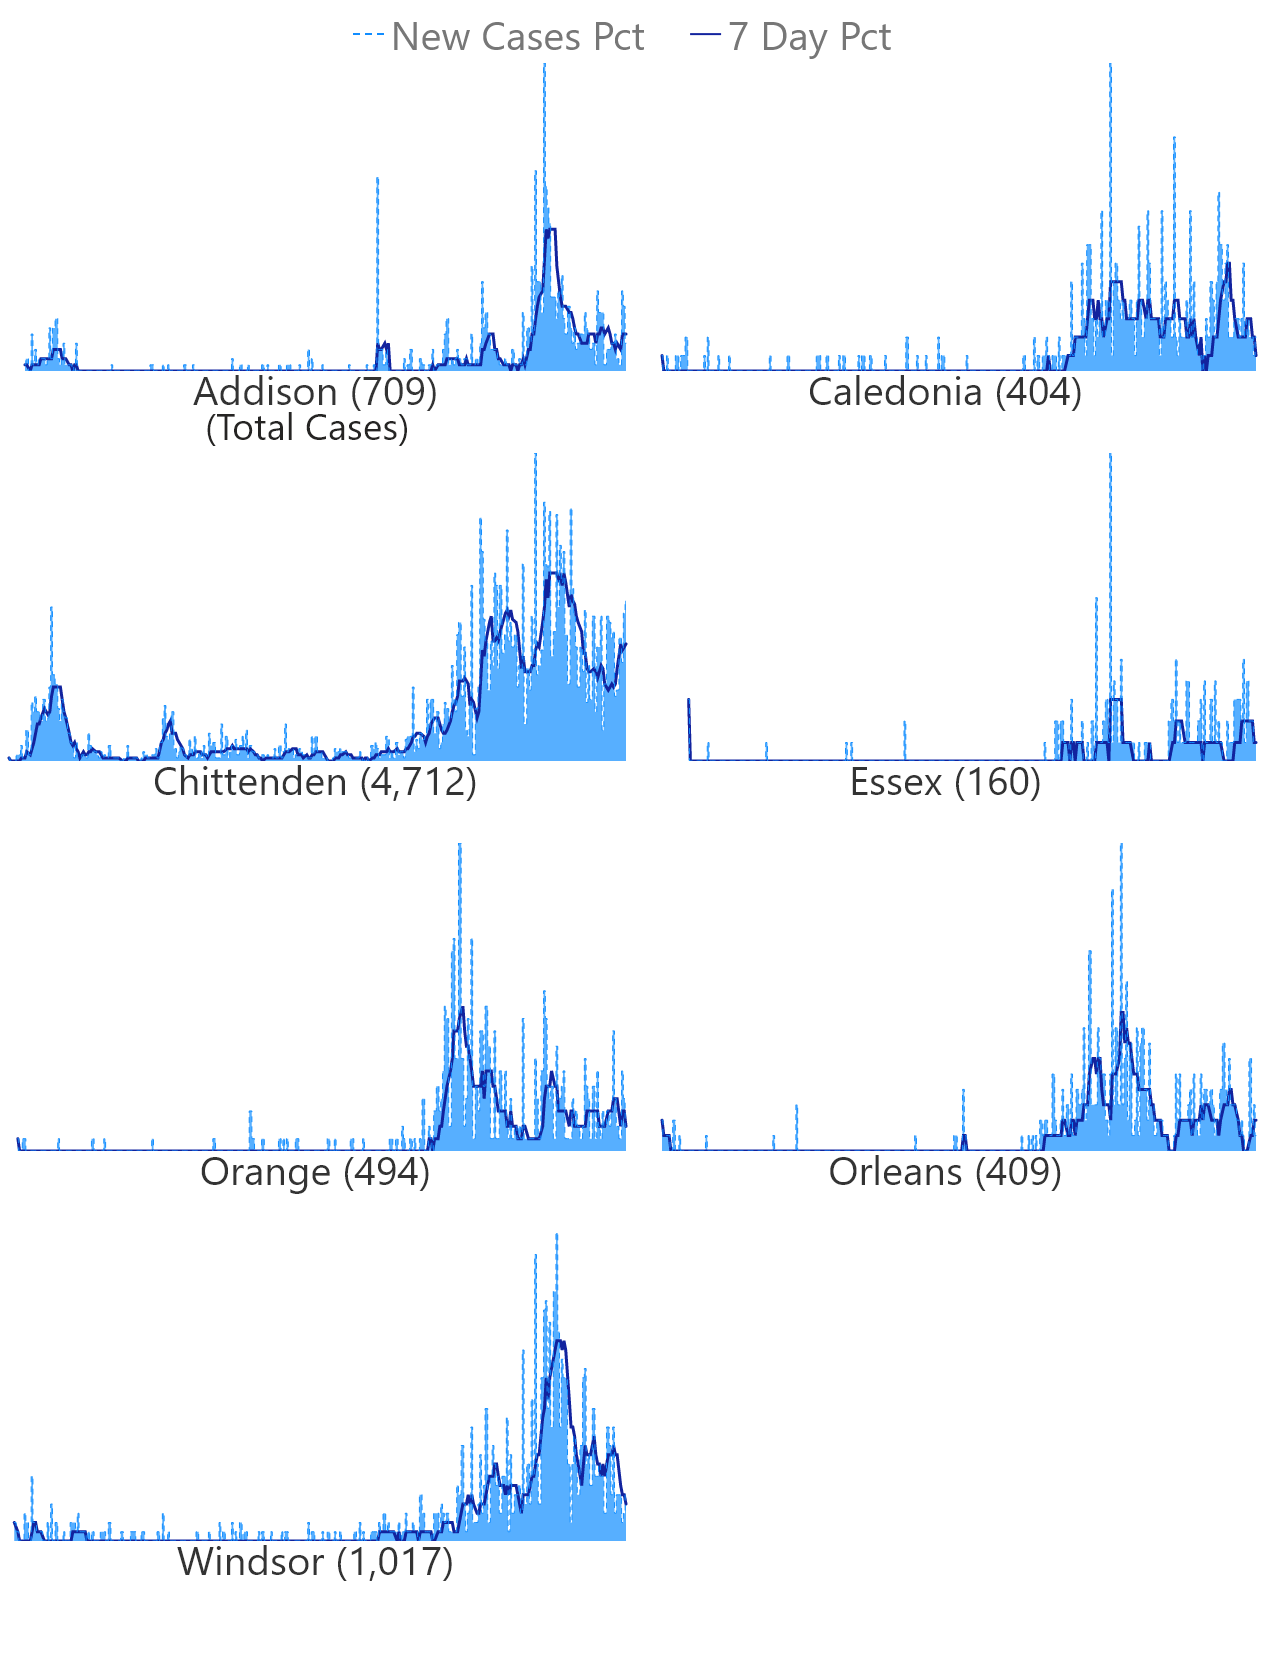 New Cases Pct 7 Day Pct
Addison (709) Caledonia (404)
(Total Cases)
Chittenden (4,712) Essex (160)
Orange (494) Orleans (409)
Windsor (1,017)